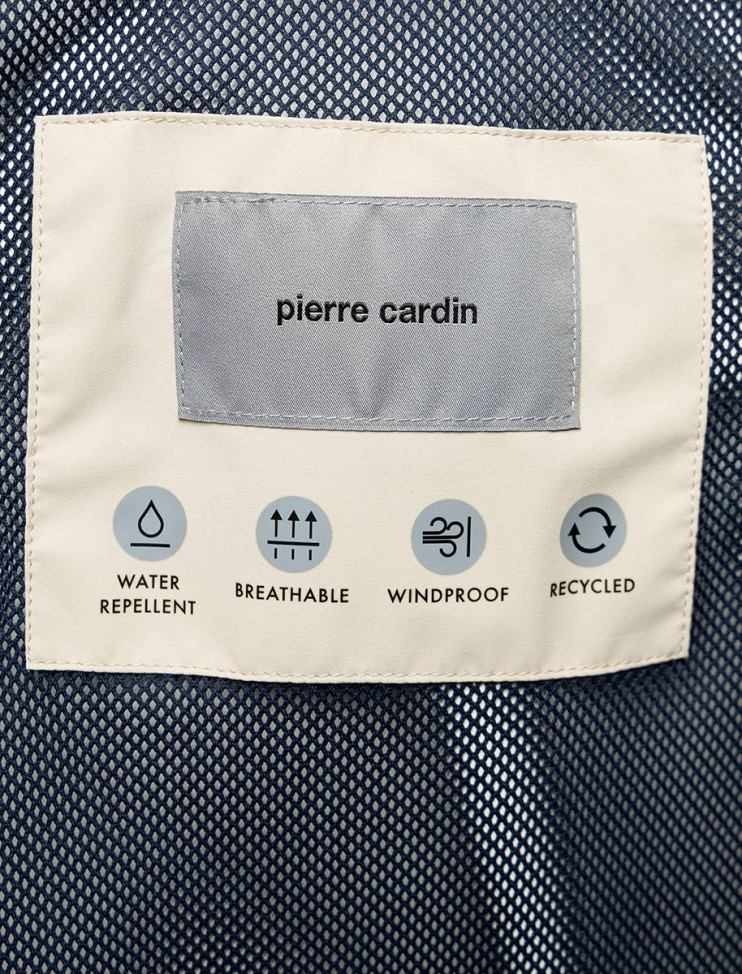 pierre cardin
WATER
REPELLENT
BREATHABLE
WINDPROOF
RECYCLED